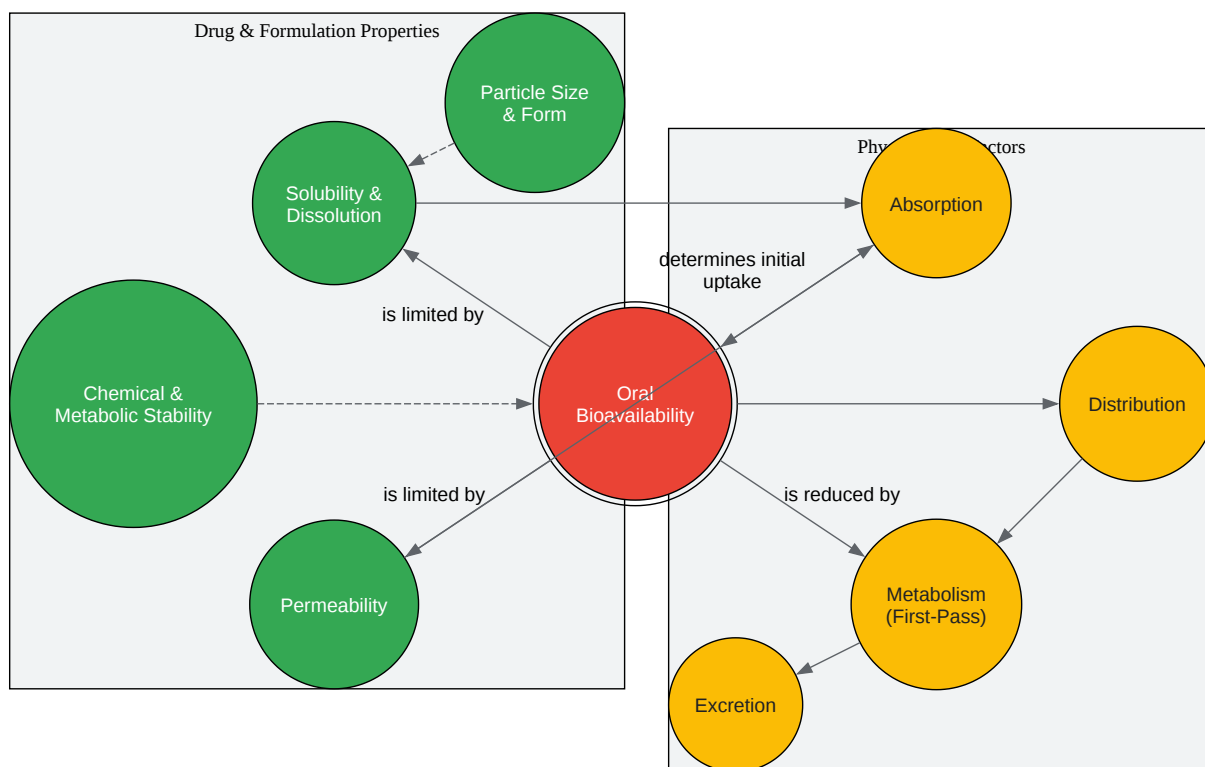 Drug & Formulation Properties
Particle Size
& Form
Solubility &
Dissolution
is limited by
Chemical &
Metabolic Stability
is limited by
Permeability
Oral
Bioavailability
determines initial
uptake
Absorption
Distribution
is reduced by
Metabolism
(First-Pass)
Excretion